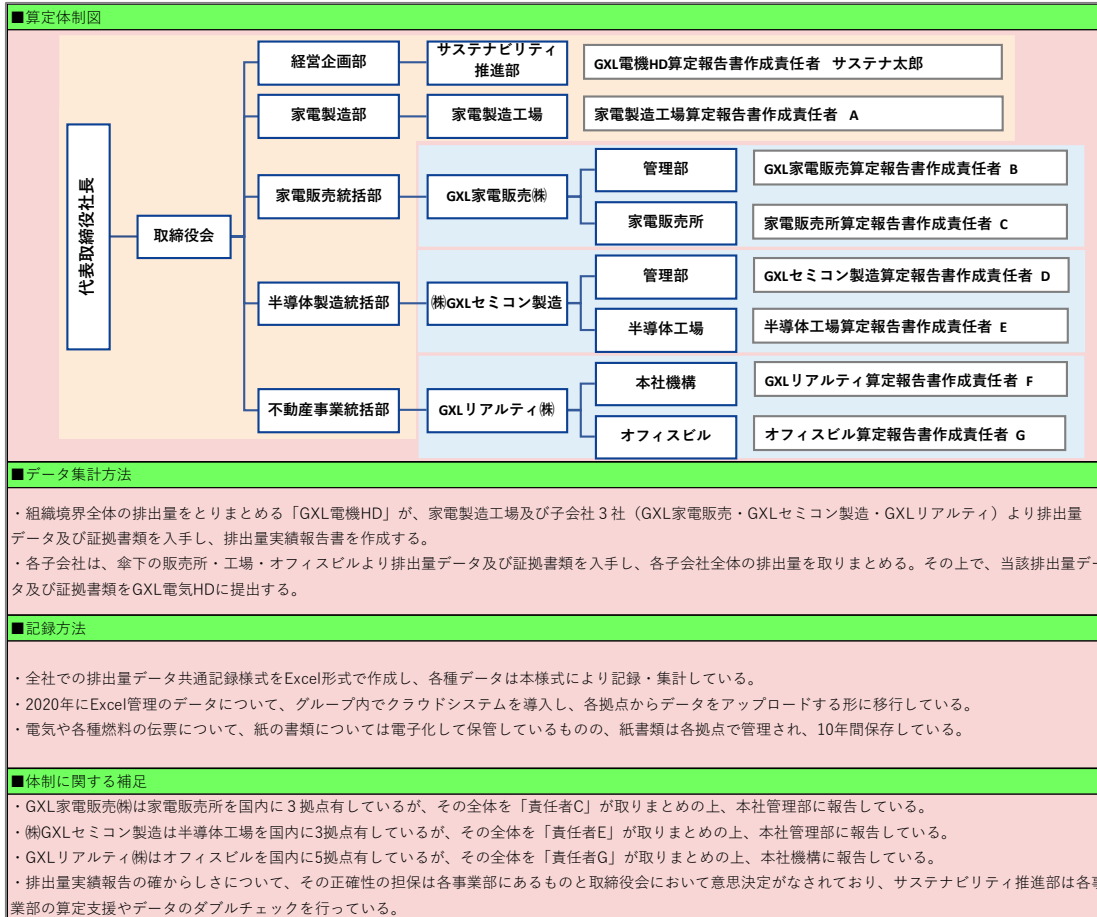 ■算定体制図
代表取締役社長
取締役会
経営企画部
サステナビリティ
推進部
GXL電機HD算定報告書作成責任者 サステナ太郎
家電製造部
家電製造工場
家電製造工場算定報告書作成責任者 A
家電販売統括部
GXL家電販売㈱
管理部
GXL家電販売算定報告書作成責任者 B
家電販売所
家電販売所算定報告書作成責任者 C
半導体製造統括部
㈱GXLセミコン製造
管理部
GXLセミコン製造算定報告書作成責任者 D
半導体工場
半導体工場算定報告書作成責任者 E
不動産事業統括部
GXLリアルティ㈱
本社機構
GXLリアルティ算定報告書作成責任者 F
オフィスビル
オフィスビル算定報告書作成責任者 G
■データ集計方法
・組織境界全体の排出量をとりまとめる「GXL電機HD」が、家電製造工場及び子会社３社（GXL家電販売・GXLセミコン製造・GXLリアルティ）より排出量
データ及び証拠書類を入手し、排出量実績報告書を作成する。
・各子会社は、傘下の販売所・工場・オフィスビルより排出量データ及び証拠書類を入手し、各子会社全体の排出量を取りまとめる。その上で、当該排出量デー
タ及び証拠書類をGXL電気HDに提出する。
■記録方法
・全社での排出量データ共通記録様式をExcel形式で作成し、各種データは本様式により記録・集計している。
・2020年にExcel管理のデータについて、グループ内でクラウドシステムを導入し、各拠点からデータをアップロードする形に移行している。
・電気や各種燃料の伝票について、紙の書類については電子化して保管しているものの、紙書類は各拠点で管理され、10年間保存している。
■体制に関する補足
・GXL家電販売㈱は家電販売所を国内に３拠点有しているが、その全体を「責任者C」が取りまとめの上、本社管理部に報告している。
・㈱GXLセミコン製造は半導体工場を国内に3拠点有しているが、その全体を「責任者E」が取りまとめの上、本社管理部に報告している。
・GXLリアルティ㈱はオフィスビルを国内に5拠点有しているが、その全体を「責任者G」が取りまとめの上、本社機構に報告している。
・排出量実績報告の確からしさについて、その正確性の担保は各事業部にあるものと取締役会において意思決定がなされており、サステナビリティ推進部は各事
業部の算定支援やデータのダブルチェックを行っている。